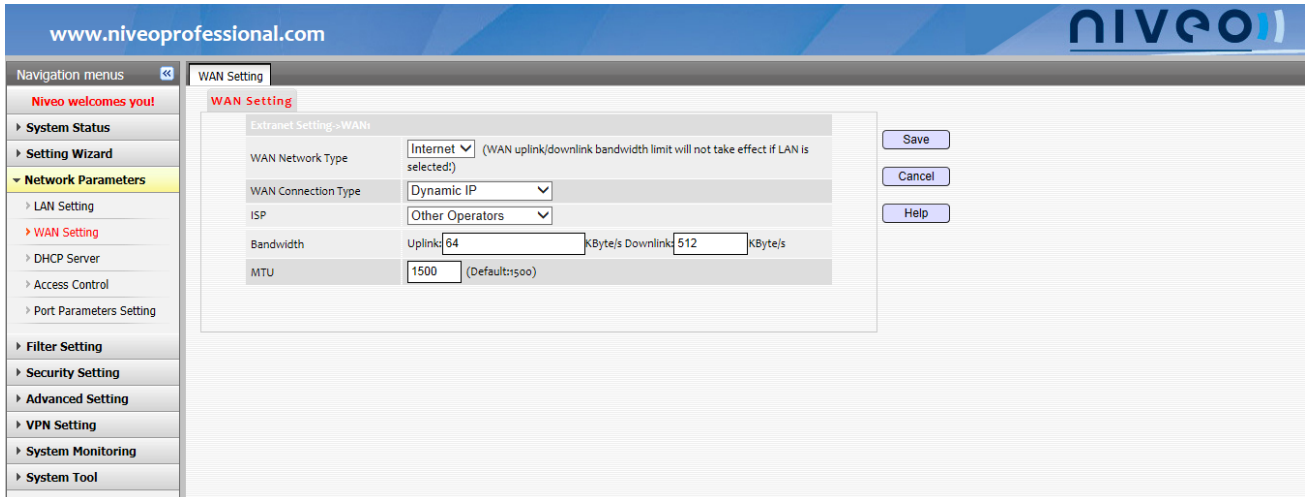 www.niveoprofessional.com
niveo
Navigation menus
Niveo welcomes you!
System Status
Setting Wizard
Network Parameters
LAN Setting
WAN Setting
DHCP Server
Access Control
Port Parameters Setting
Filter Setting
Security Setting
Advanced Setting
VPN Setting
System Monitoring
System Tool
WAN Setting
WAN Setting
Extranet Setting->WAN1
WAN Network Type Internet (WAN uplink/downlink bandwidth limit will not take effect if LAN is
selected!)
WAN Connection Type Dynamic IP
ISP Other Operators
Bandwidth Uplink: 64 KByte/s Downlink: 512 KByte/s
MTU 1500 (Default:1500)
Save
Cancel
Help